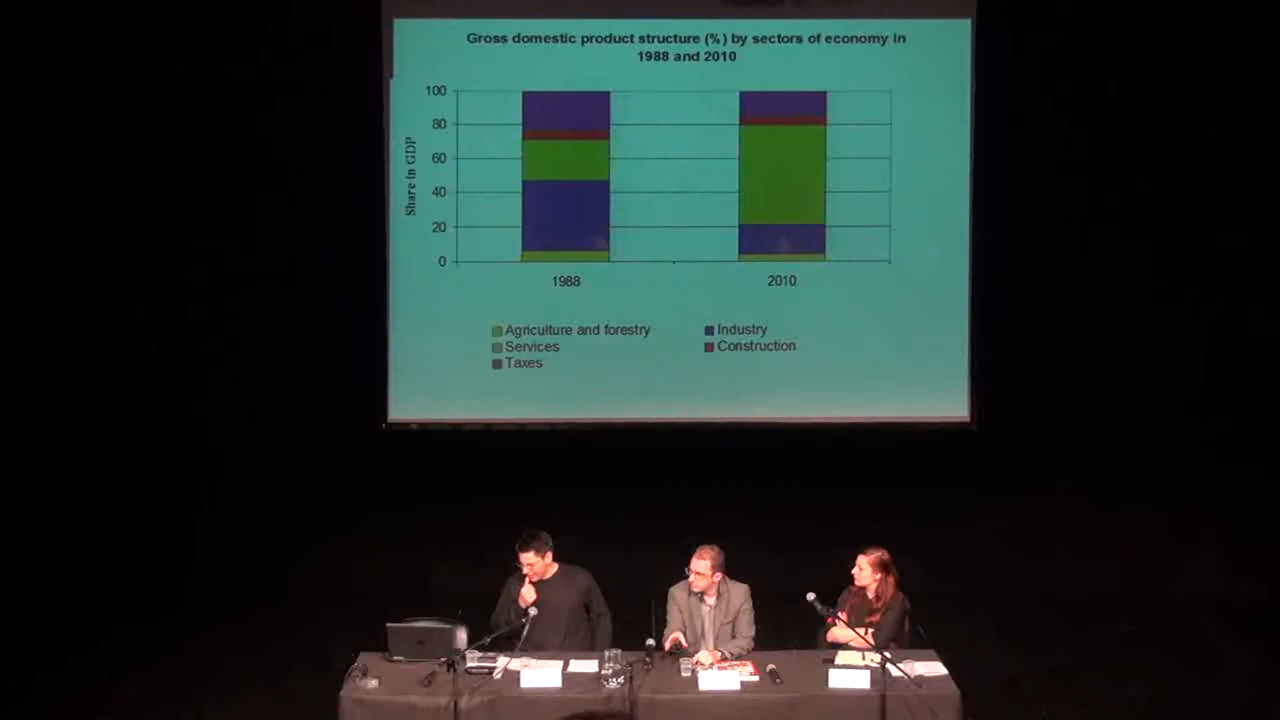 Gross domestic product structure (%) by sectors of economy in
1988 and 2010
Share in GDP
100
80
60
40
20
0
1988
2010
Agriculture and forestry
Industry
Services
Construction
Taxes